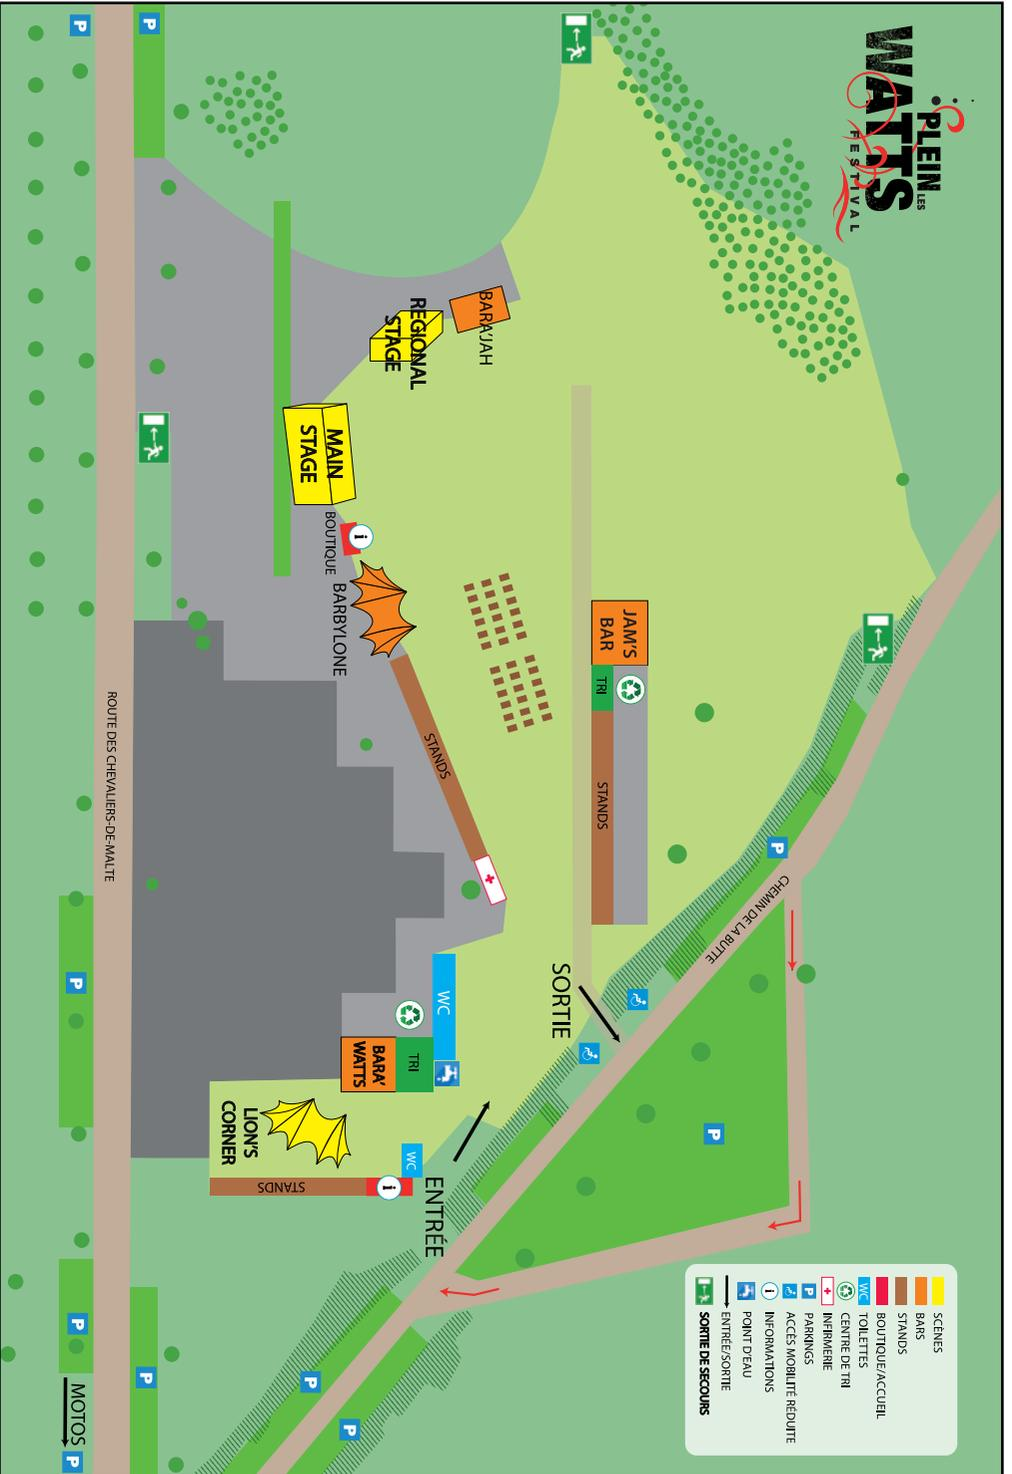 PLEIN
LES
WATTS
FESTIVAL
P
P
BARA'JAH
REGIONAL
STAGE
MAIN
STAGE
BOUTIQUE
i
BARBYLONE
JAM'S
BAR
TRI
STANDS
STANDS
ROUTE DES CHEVALIERS-DE-MALTE
P
CHEMIN DE LA BUTTE
SORTIE
WC
TRI
BARA'
WATTS
LION'S
CORNER
WC
STANDS
i
ENTRÉE
P
P
P
P
P
P
MOTOS
P
SCÈNES
BARS
STANDS
BOUTIQUE/ACCUEIL
WC
TOILETTES
CENTRE DE TRI
INFIRMERIE
P
PARKINGS
ACCÈS MOBILITÉ RÉDUITE
i
INFORMATIONS
POINT D'EAU
ENTRÉE/SORTIE
SORTIE DE SECOURS